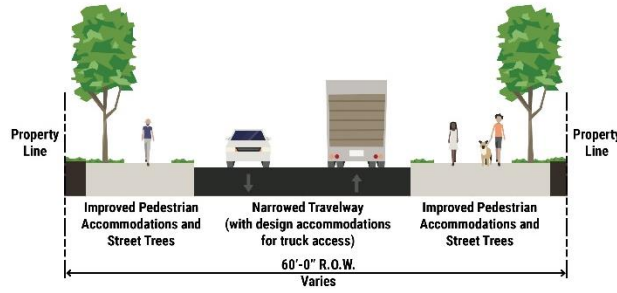 Property
Line
Property
Line
Improved Pedestrian
Accommodations and
Street Trees
Narrowed Travelway
(with design accommodations
for truck access)
Improved Pedestrian
Accommodations and
Street Trees
60'-0" R.O.W.
Varies